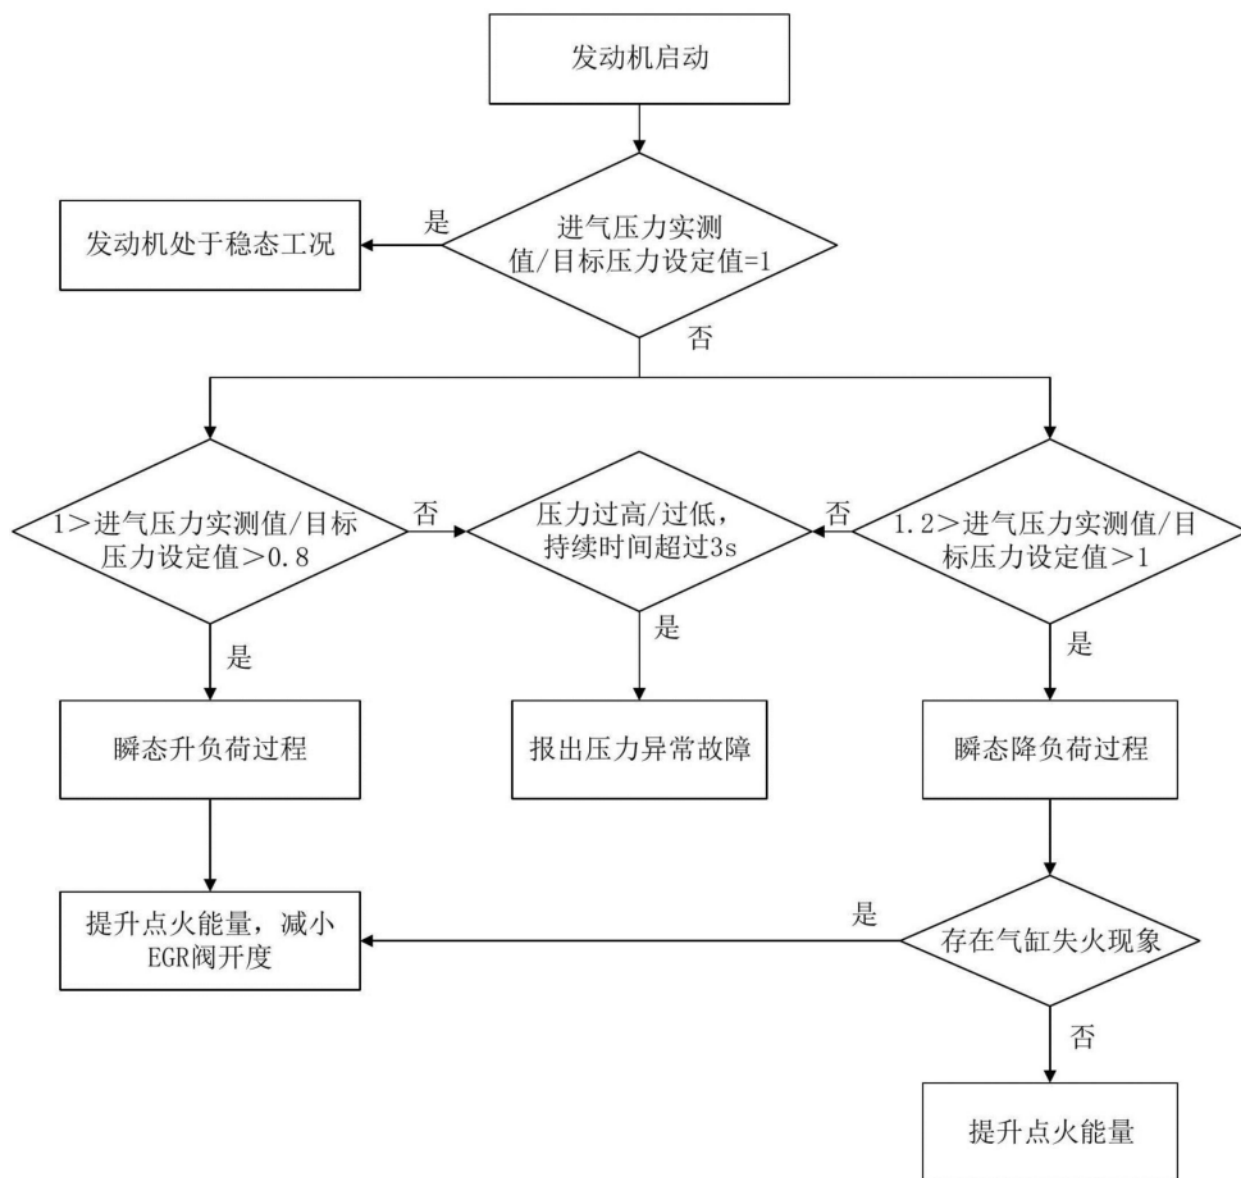 发动机启动
是
进气压力实测
值/目标压力设定值=1
发动机处于稳态工况
否
1＞进气压力实测值/目标
压力设定值＞0.8
否
压力过高/过低，
持续时间超过3s
否
1.2＞进气压力实测值/目
标压力设定值＞1
是
是
是
瞬态升负荷过程
报出压力异常故障
瞬态降负荷过程
提升点火能量，减小
EGR阀开度
是
存在气缸失火现象
否
提升点火能量